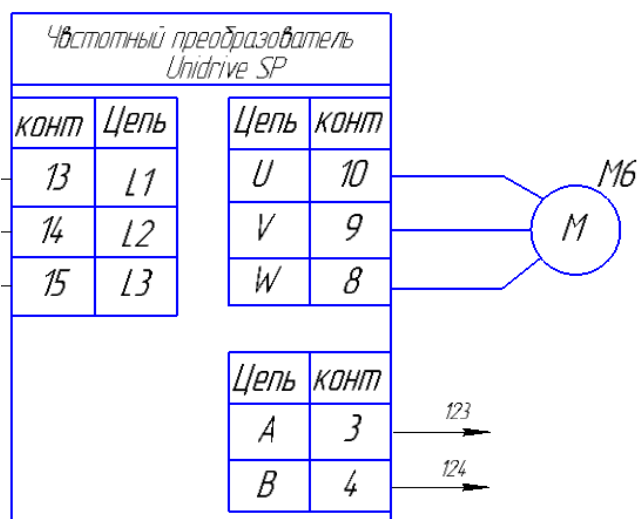 Частотный преобразователь
Unidrive SP
конт Цепь
13 L1
14 L2
15 L3
Цепь конт
U 10
V 9
W 8
М6
М
Цепь конт
A 3
B 4
123
124